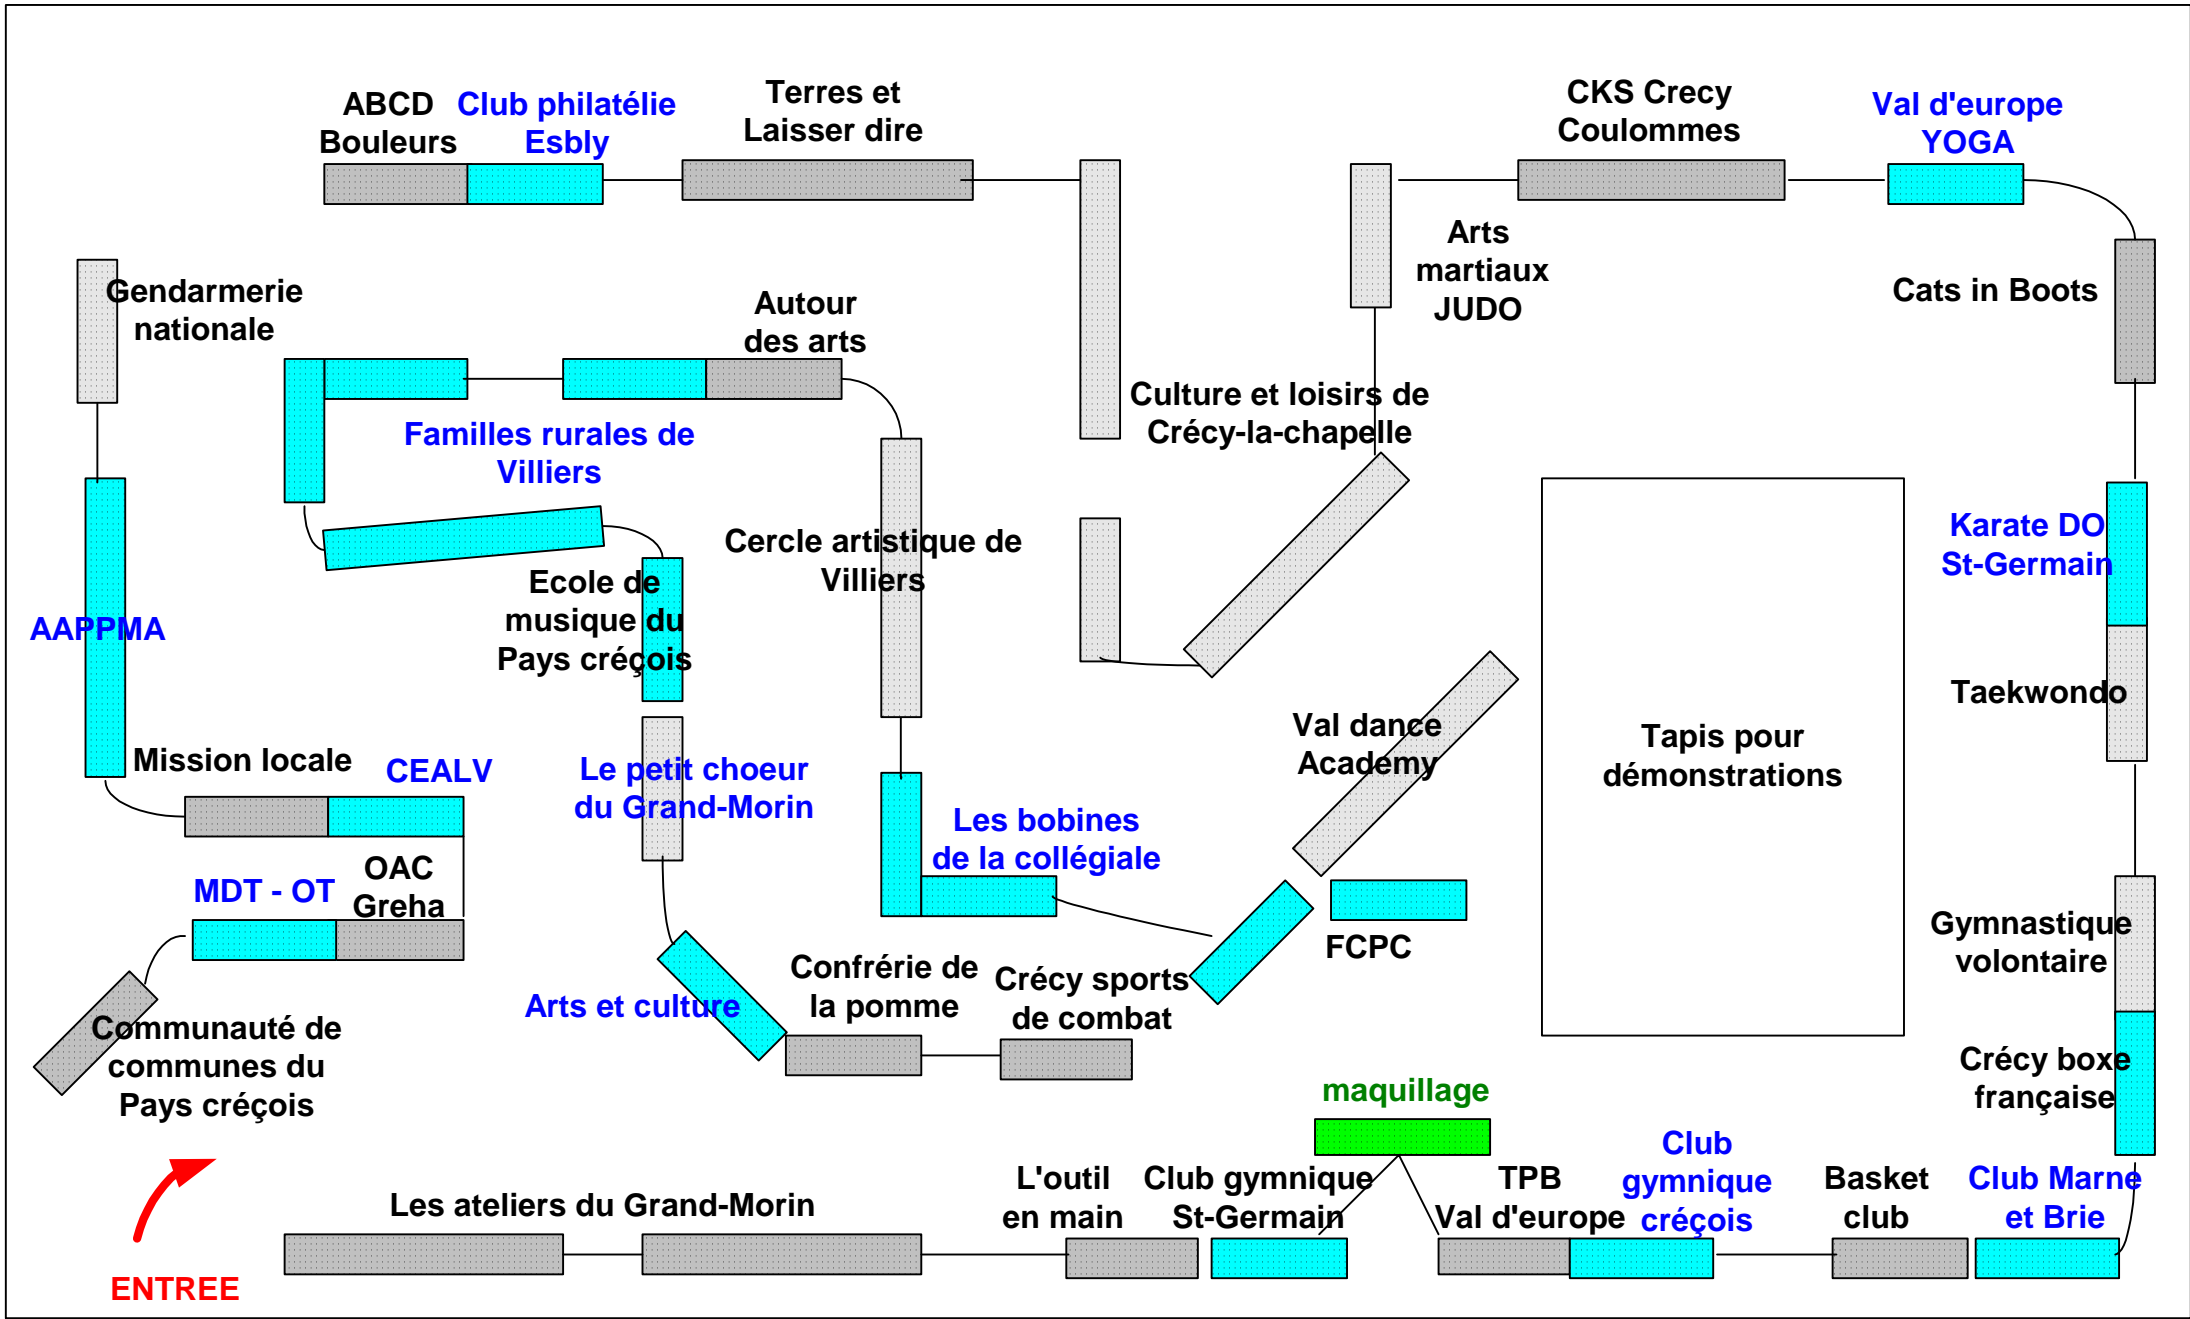 ABCD
Bouleurs
Club philatélie
Esbly
Terres et
Laisser dire
CKS Crecy
Coulommes
Val d'europe
YOGA
Arts
martiaux
JUDO
Cats in Boots
Gendarmerie
nationale
Autour
des arts
Culture et loisirs de
Crécy-la-chapelle
Familles rurales de
Villiers
Cercle artistique de
Villiers
Karate DO
St-Germain
Ecole de
musique du
Pays créçois
AAPPMA
Taekwondo
Val dance
Academy
Tapis pour
démonstrations
Mission locale
CEALV
Le petit choeur
du Grand-Morin
Les bobines
de la collégiale
OAC
Greha
MDT - OT
FCPC
Gymnastique
volontaire
Confrérie de
la pomme
Crécy sports
de combat
Arts et culture
Communauté de
communes du
Pays créçois
Crécy boxe
française
maquillage
Les ateliers du Grand-Morin
L'outil
en main
Club gymnique
St-Germain
TPB
Val d'europe
Club
gymnique
créçois
Basket
club
Club Marne
et Brie
ENTREE